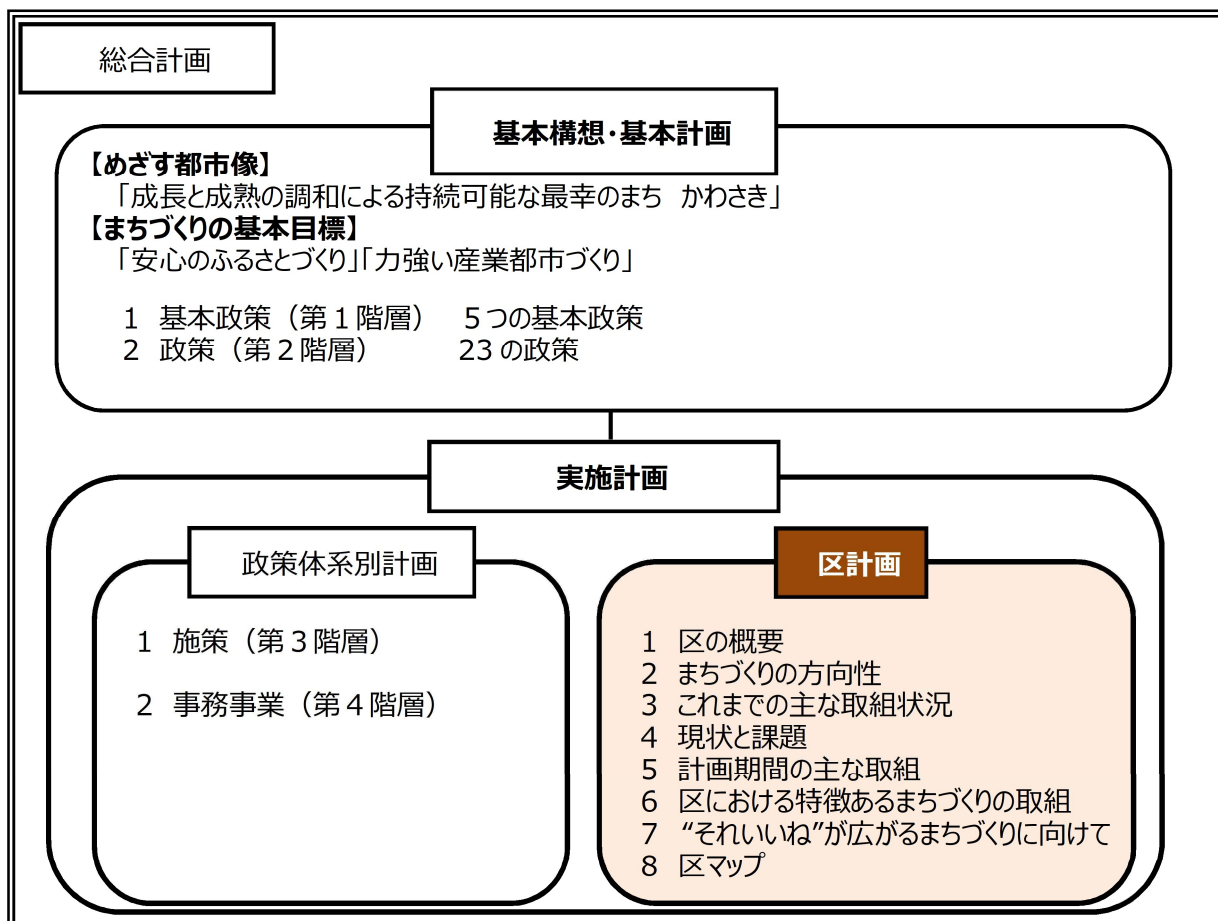 総合計画
基本構想・基本計画
【めざす都市像】
「成長と成熟の調和による持続可能な最幸のまち かわさき」
【まちづくりの基本目標】
「安心のふるさとづくり」「力強い産業都市づくり」
1 基本政策（第1階層） 5つの基本政策
2 政策（第2階層） 23の政策
実施計画
政策体系別計画
1 施策（第3階層）
2 事務事業（第4階層）
区計画
1 区の概要
2 まちづくりの方向性
3 これまでの主な取組状況
4 現状と課題
5 計画期間の主な取組
6 区における特徴あるまちづくりの取組
7 “それいいね”が広がるまちづくりに向けて
8 区マップ